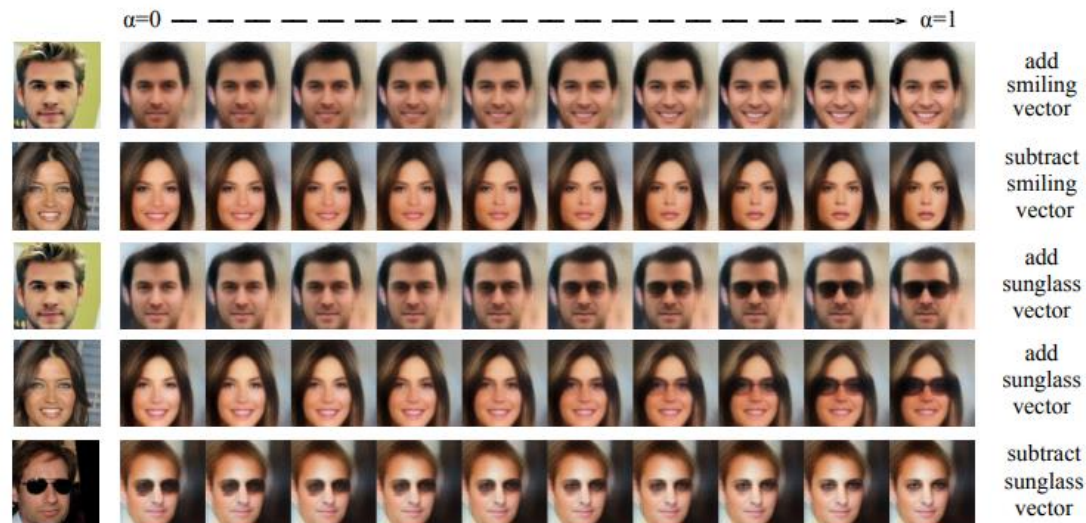 α=0 α=1
add
smiling
vector
subtract
smiling
vector
add
sunglass
vector
add
sunglass
vector
subtract
sunglass
vector